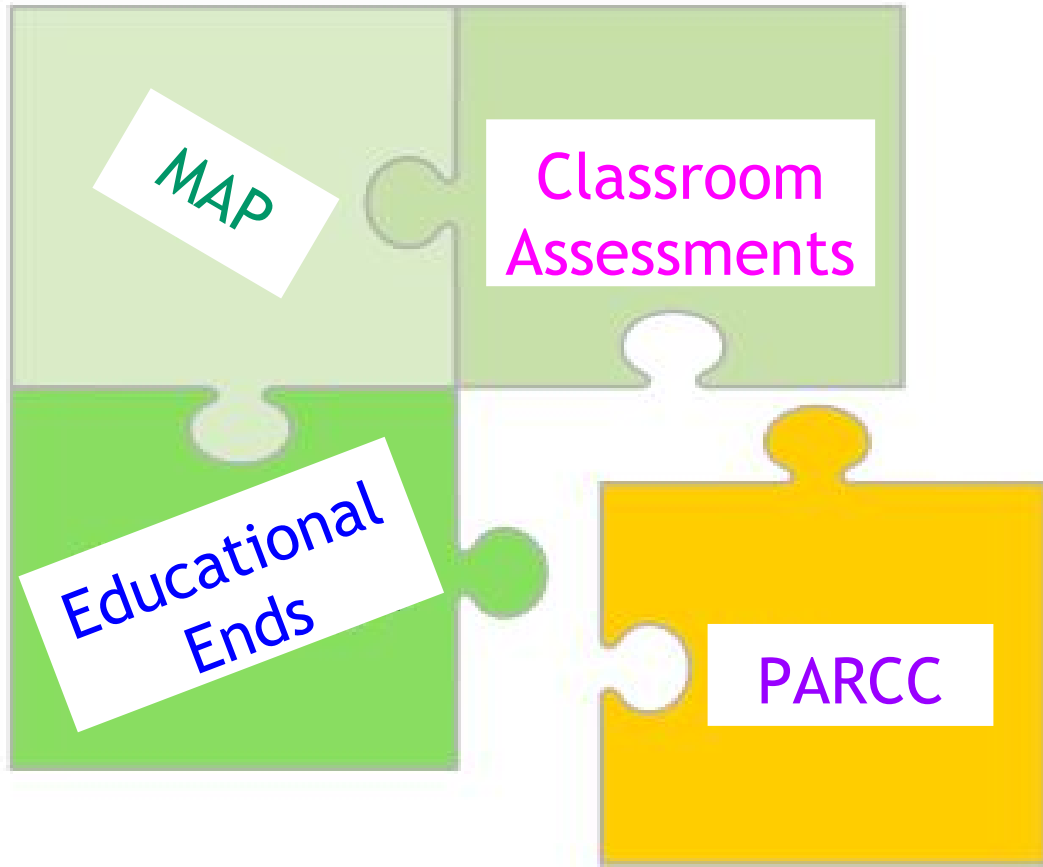 MAP
Classroom
Assessments
Educational
Ends
PARCC